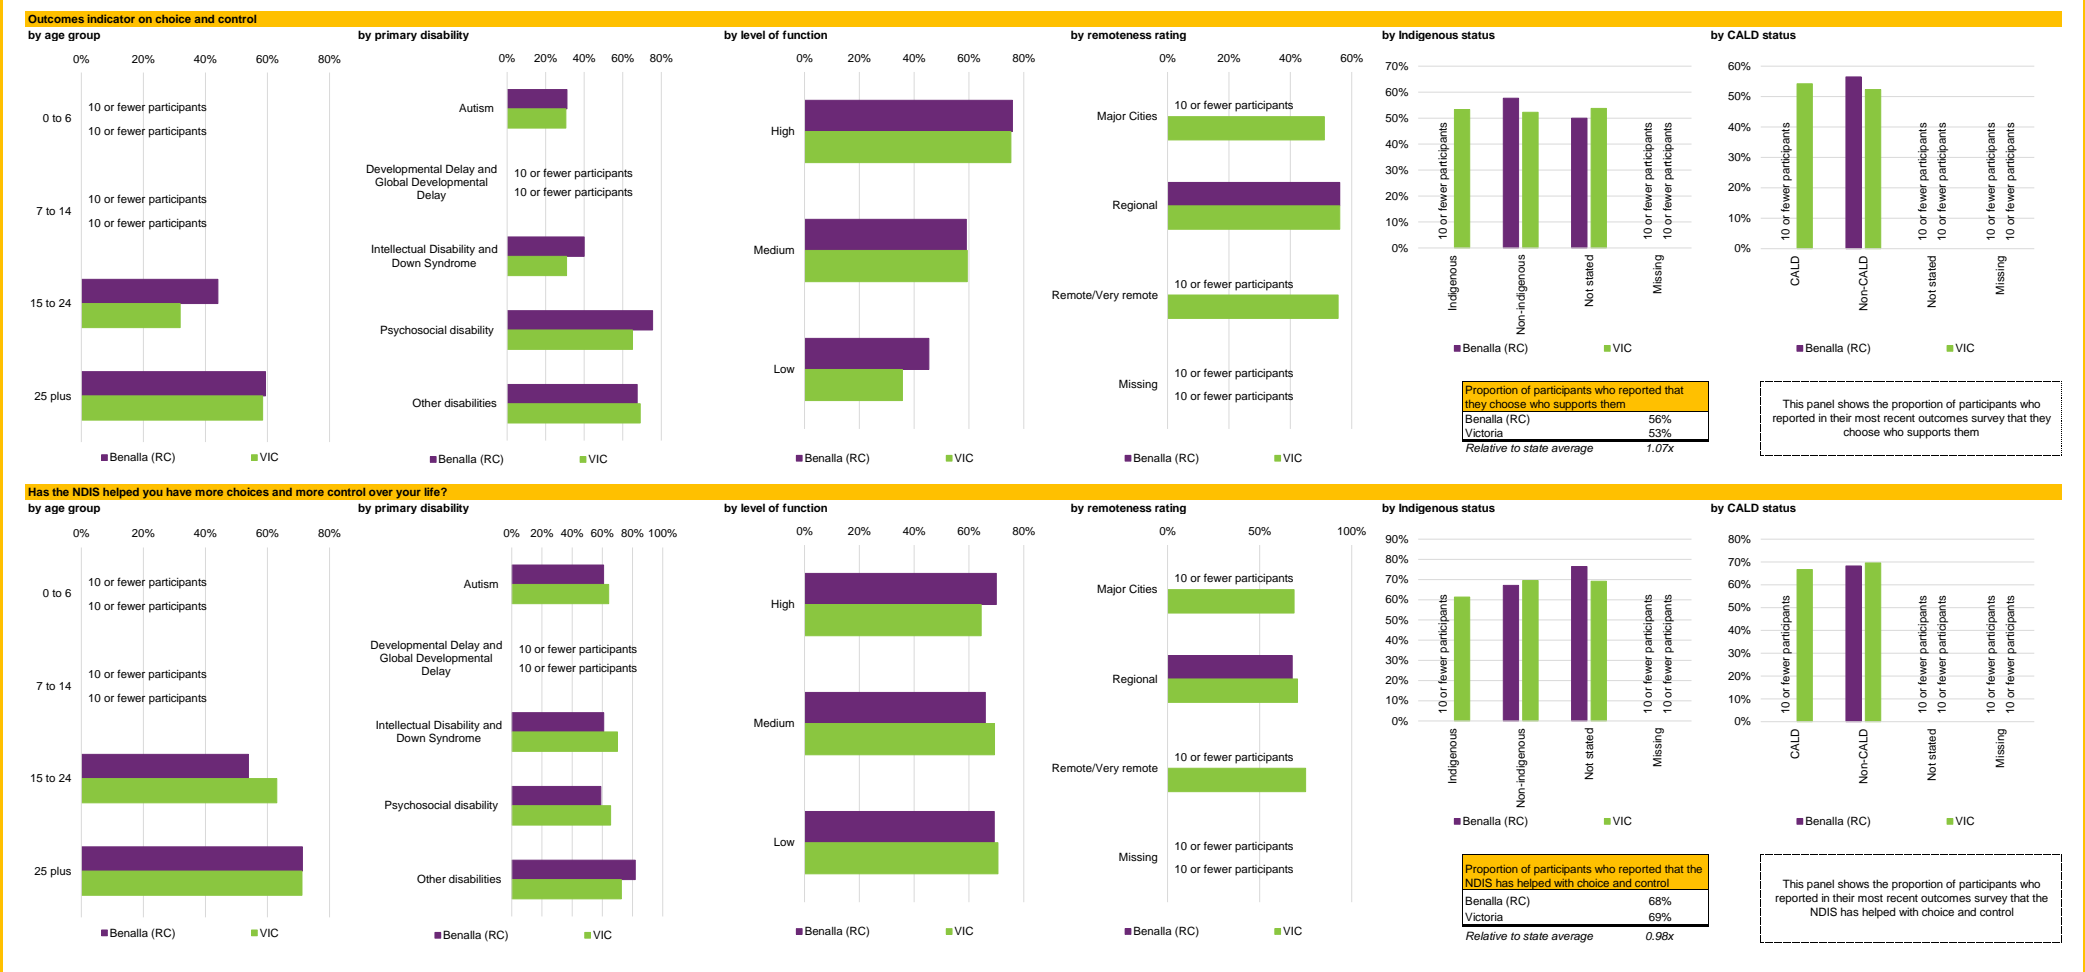 Outcomes indicator on choice and control
by age group
0% 20% 40% 60% 80%
0 to 6
10 or fewer participants
10 or fewer participants
7 to 14
10 or fewer participants
10 or fewer participants
15 to 24
25 plus
Benalla (RC) VIC
by primary disability
0% 20% 40% 60% 80%
Autism
Developmental Delay and
Global Developmental
Delay
10 or fewer participants
10 or fewer participants
Intellectual Disability and
Down Syndrome
Psychosocial disability
Other disabilities
Benalla (RC) VIC
by level of function
0% 20% 40% 60% 80%
High
Medium
Low
Benalla (RC) VIC
by remoteness rating
0% 20% 40% 60%
Major Cities
10 or fewer participants
Regional
Remote/Very remote
10 or fewer participants
Missing
10 or fewer participants
10 or fewer participants
Benalla (RC) VIC
by Indigenous status
70%
60%
50%
40%
30%
20%
10%
0%
10 or fewer participants
10 or fewer participants
10 or fewer participants
Indigenous
Non-indigenous
Not stated
Missing
Benalla (RC) VIC
Proportion of participants who reported that
they choose who supports them
Benalla (RC) 56%
Victoria 53%
Relative to state average 1.07x
by CALD status
60%
50%
40%
30%
20%
10%
0%
10 or fewer participants
10 or fewer participants
10 or fewer participants
10 or fewer participants
10 or fewer participants
CALD
Non-CALD
Not stated
Missing
Benalla (RC) VIC
This panel shows the proportion of participants who
reported in their most recent outcomes survey that they
choose who supports them
Has the NDIS helped you have more choices and more control over your life?
by age group
0% 20% 40% 60% 80%
0 to 6
10 or fewer participants
10 or fewer participants
7 to 14
10 or fewer participants
10 or fewer participants
15 to 24
25 plus
Benalla (RC) VIC
by primary disability
0% 20% 40% 60% 80% 100%
Autism
Developmental Delay and
Global Developmental
Delay
10 or fewer participants
10 or fewer participants
Intellectual Disability and
Down Syndrome
Psychosocial disability
Other disabilities
Benalla (RC) VIC
by level of function
0% 20% 40% 60% 80%
High
Medium
Low
Benalla (RC) VIC
by remoteness rating
0% 50% 100%
Major Cities
10 or fewer participants
Regional
Remote/Very remote
10 or fewer participants
Missing
10 or fewer participants
10 or fewer participants
Benalla (RC) VIC
by Indigenous status
90%
80%
70%
60%
50%
40%
30%
20%
10%
0%
10 or fewer participants
10 or fewer participants
10 or fewer participants
Indigenous
Non-indigenous
Not stated
Missing
Benalla (RC) VIC
Proportion of participants who reported that the
NDIS has helped with choice and control
Benalla (RC) 68%
Victoria 69%
Relative to state average 0.98x
by CALD status
80%
70%
60%
50%
40%
30%
20%
10%
0%
10 or fewer participants
10 or fewer participants
10 or fewer participants
10 or fewer participants
10 or fewer participants
CALD
Non-CALD
Not stated
Missing
Benalla (RC) VIC
This panel shows the proportion of participants who
reported in their most recent outcomes survey that the
NDIS has helped with choice and control